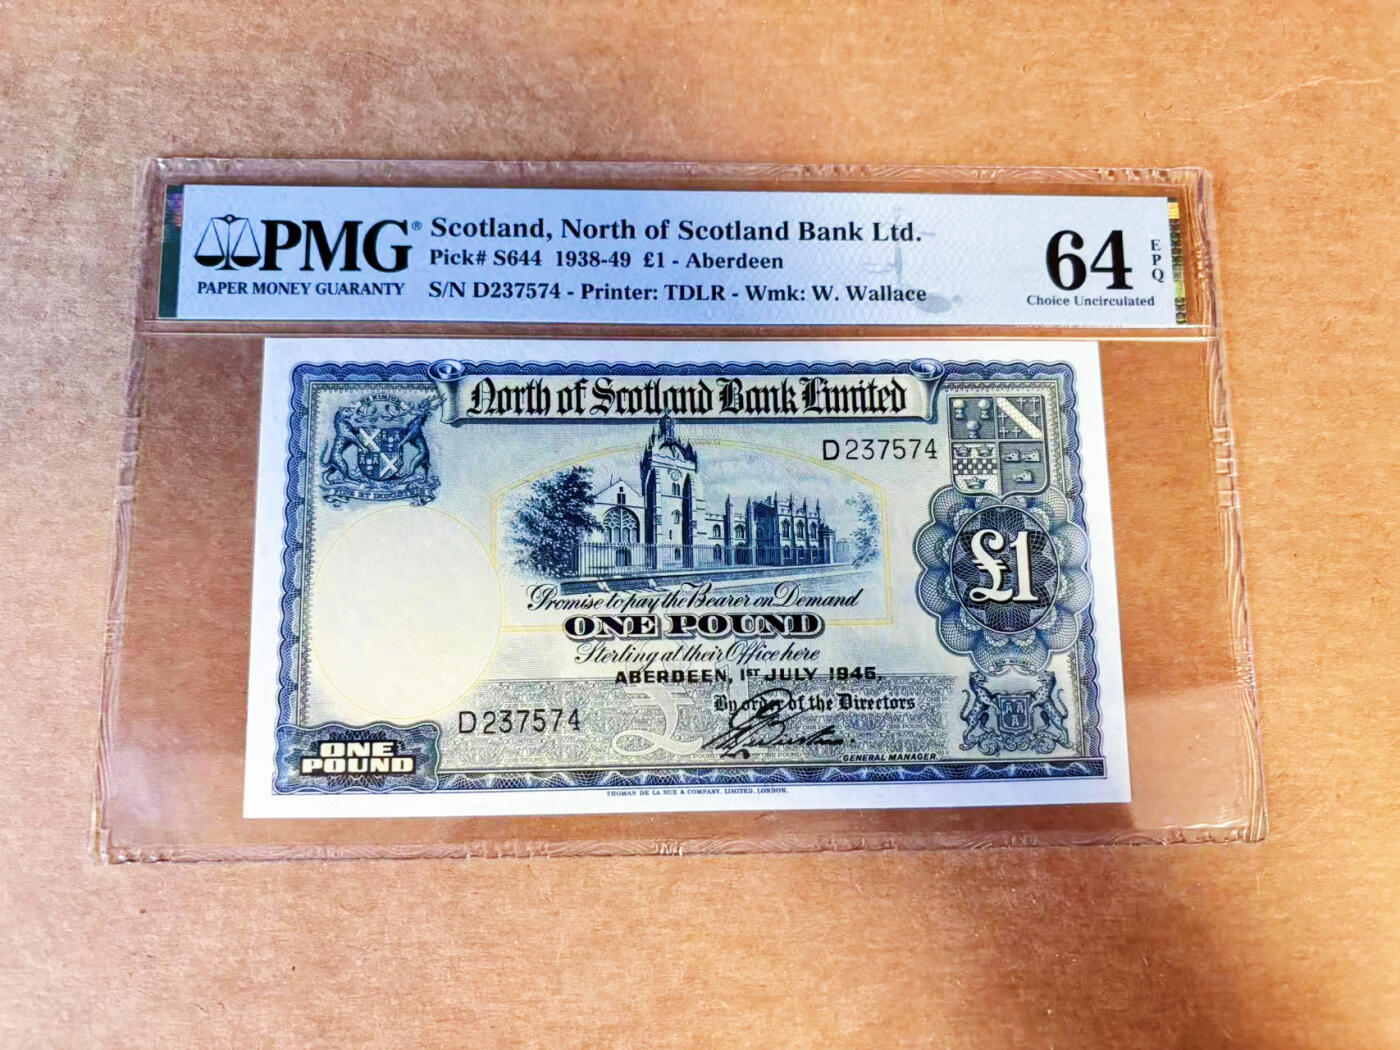 PMG®
PAPER MONEY GUARANTY
Scotland, North of Scotland Bank Ltd.
Pick# S644 1938-49 £1 - Aberdeen
S/N D237574 - Printer: TDLR - Wmk: W. Wallace
64
EPQ
Choice Uncirculated
North of Scotland Bank Limited
D237574
£1
Promise to pay the Bearer on Demand
ONE POUND
Sterling at their Office here
ABERDEEN, 1ST JULY 1945.
By order of the Directors
D237574
GENERAL MANAGER.
ONE
POUND
THOMAS DE LA RUE & COMPANY, LIMITED, LONDON.